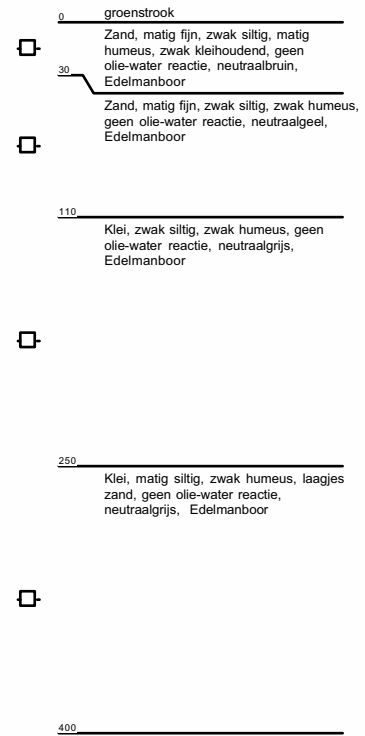 0 groenstrook
Zand, matig fijn, zwak siltig, matig
humeus, zwak kleihoudend, geen
olie-water reactie, neutraalbruin,
Edelmanboor
30
Zand, matig fijn, zwak siltig, zwak humeus,
geen olie-water reactie, neutraalgeel,
Edelmanboor
110
Klei, zwak siltig, zwak humeus, geen
olie-water reactie, neutraalgrijs,
Edelmanboor
250
Klei, matig siltig, zwak humeus, laagjes
zand, geen olie-water reactie,
neutraalgrijs, Edelmanboor
400